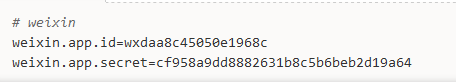 # weixin
weixin.app.id=wxdaa8c45050e1968c
weixin.app.secret=cf958a9dd8882631b8c5b6beb2d19a64